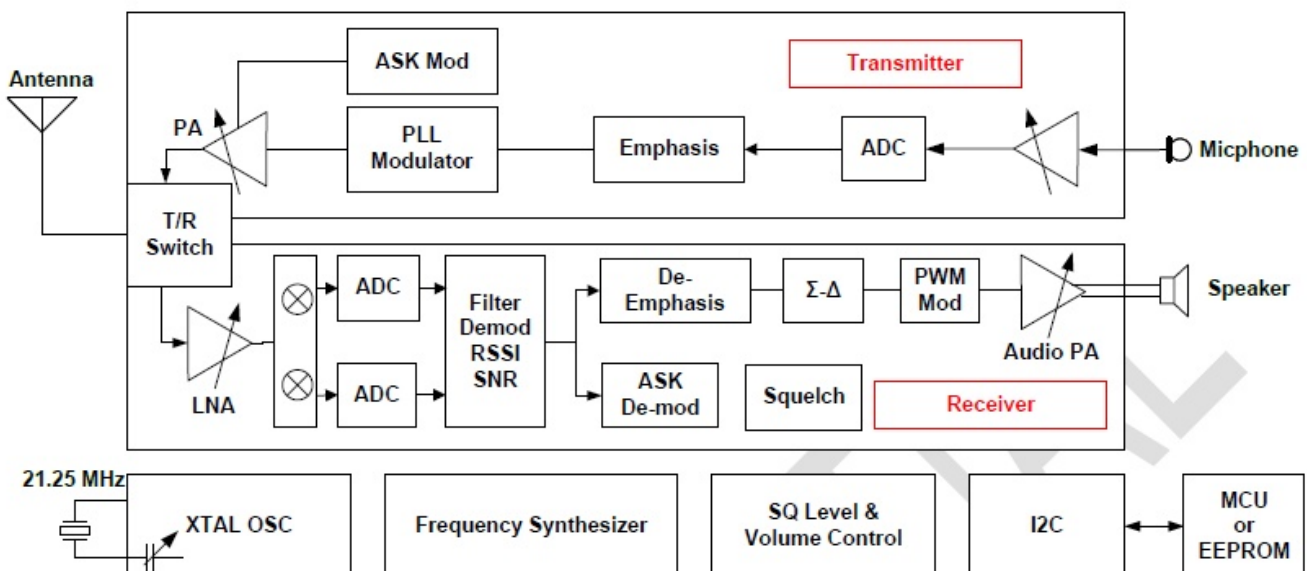 Antenna
ASK Mod
Transmitter
PA
PLL
Modulator
Emphasis
ADC
Micphone
T/R
Switch
ADC
Filter
Demod
RSSI
SNR
De-
Emphasis
Σ-Δ
PWM
Mod
Speaker
Audio PA
LNA
ADC
ASK
De-mod
Squelch
Receiver
21.25 MHz
XTAL OSC
Frequency Synthesizer
SQ Level &
Volume Control
I2C
MCU
or
EEPROM